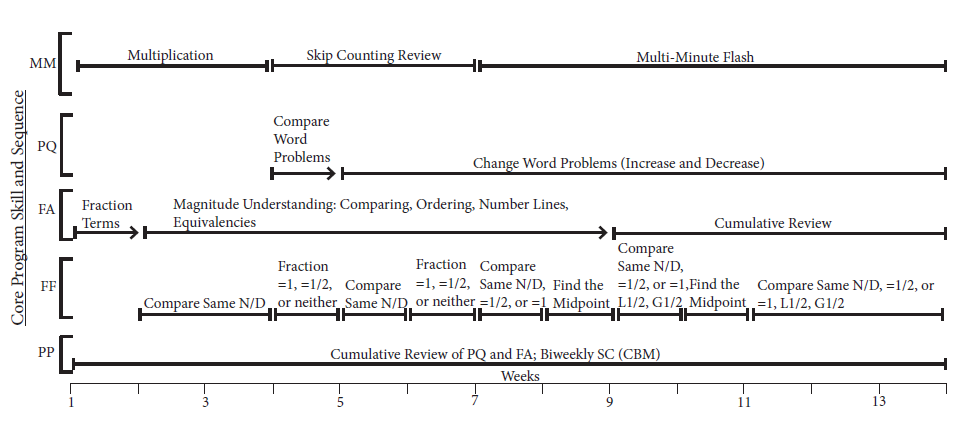 Core Program Skill and Sequence
MM
Multiplication
Skip Counting Review
Multi-Minute Flash
PQ
Compare
Word
Problems
Change Word Problems (Increase and Decrease)
FA
Fraction
Terms
Magnitude Understanding: Comparing, Ordering, Number Lines,
Equivalencies
Cumulative Review
FF
Compare Same N/D
Fraction
=1, =1/2,
or neither
Compare
Same N/D
Fraction
=1, =1/2,
or neither
Compare
Same N/D,
=1/2, or =1
Find the
Midpoint
Compare
Same N/D,
=1/2, or =1,
L1/2, G1/2
Find the
Midpoint
Compare Same N/D, =1/2, or
=1, L1/2, G1/2
PP
Cumulative Review of PQ and FA; Biweekly SC (CBM)
Weeks
1 3 5 7 9 11 13